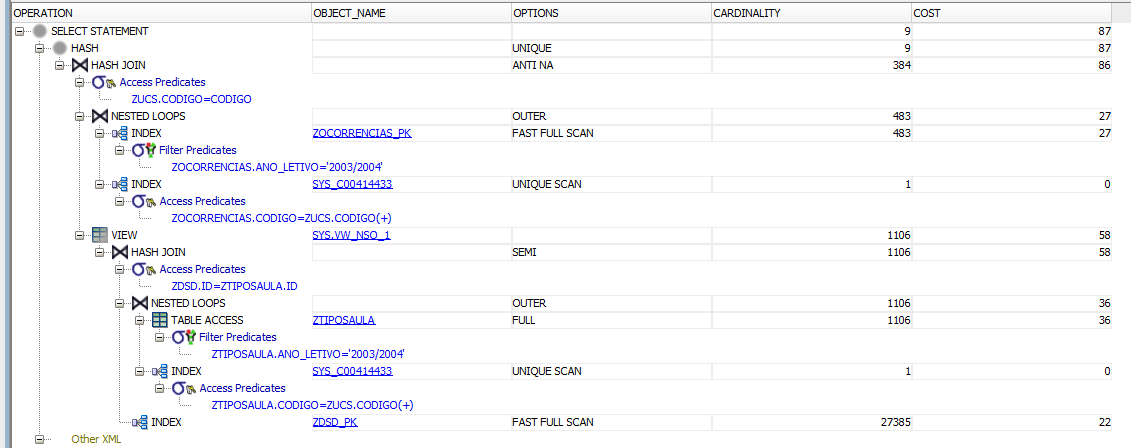 OPERATION OBJECT_NAME OPTIONS CARDINALITY COST
SELECT STATEMENT 9 87
HASH UNIQUE 9 87
HASH JOIN ANTI NA 384 86
Access Predicates
ZUCS.CODIGO=CODIGO
NESTED LOOPS OUTER 483 27
INDEX ZOCORRENCIAS_PK FAST FULL SCAN 483 27
Filter Predicates
ZOCORRENCIAS.ANO_LETIVO='2003/2004'
INDEX SYS_C00414433 UNIQUE SCAN 1 0
Access Predicates
ZOCORRENCIAS.CODIGO=ZUCS.CODIGO(+)
VIEW SYS.VW_NSO_1 1106 58
HASH JOIN SEMI 1106 58
Access Predicates
ZDSD.ID=ZTIPOSAULA.ID
NESTED LOOPS OUTER 1106 36
TABLE ACCESS ZTIPOSAULA FULL 1106 36
Filter Predicates
ZTIPOSAULA.ANO_LETIVO='2003/2004'
INDEX SYS_C00414433 UNIQUE SCAN 1 0
Access Predicates
ZTIPOSAULA.CODIGO=ZUCS.CODIGO(+)
INDEX ZDSD_PK FAST FULL SCAN 27385 22
Other XML